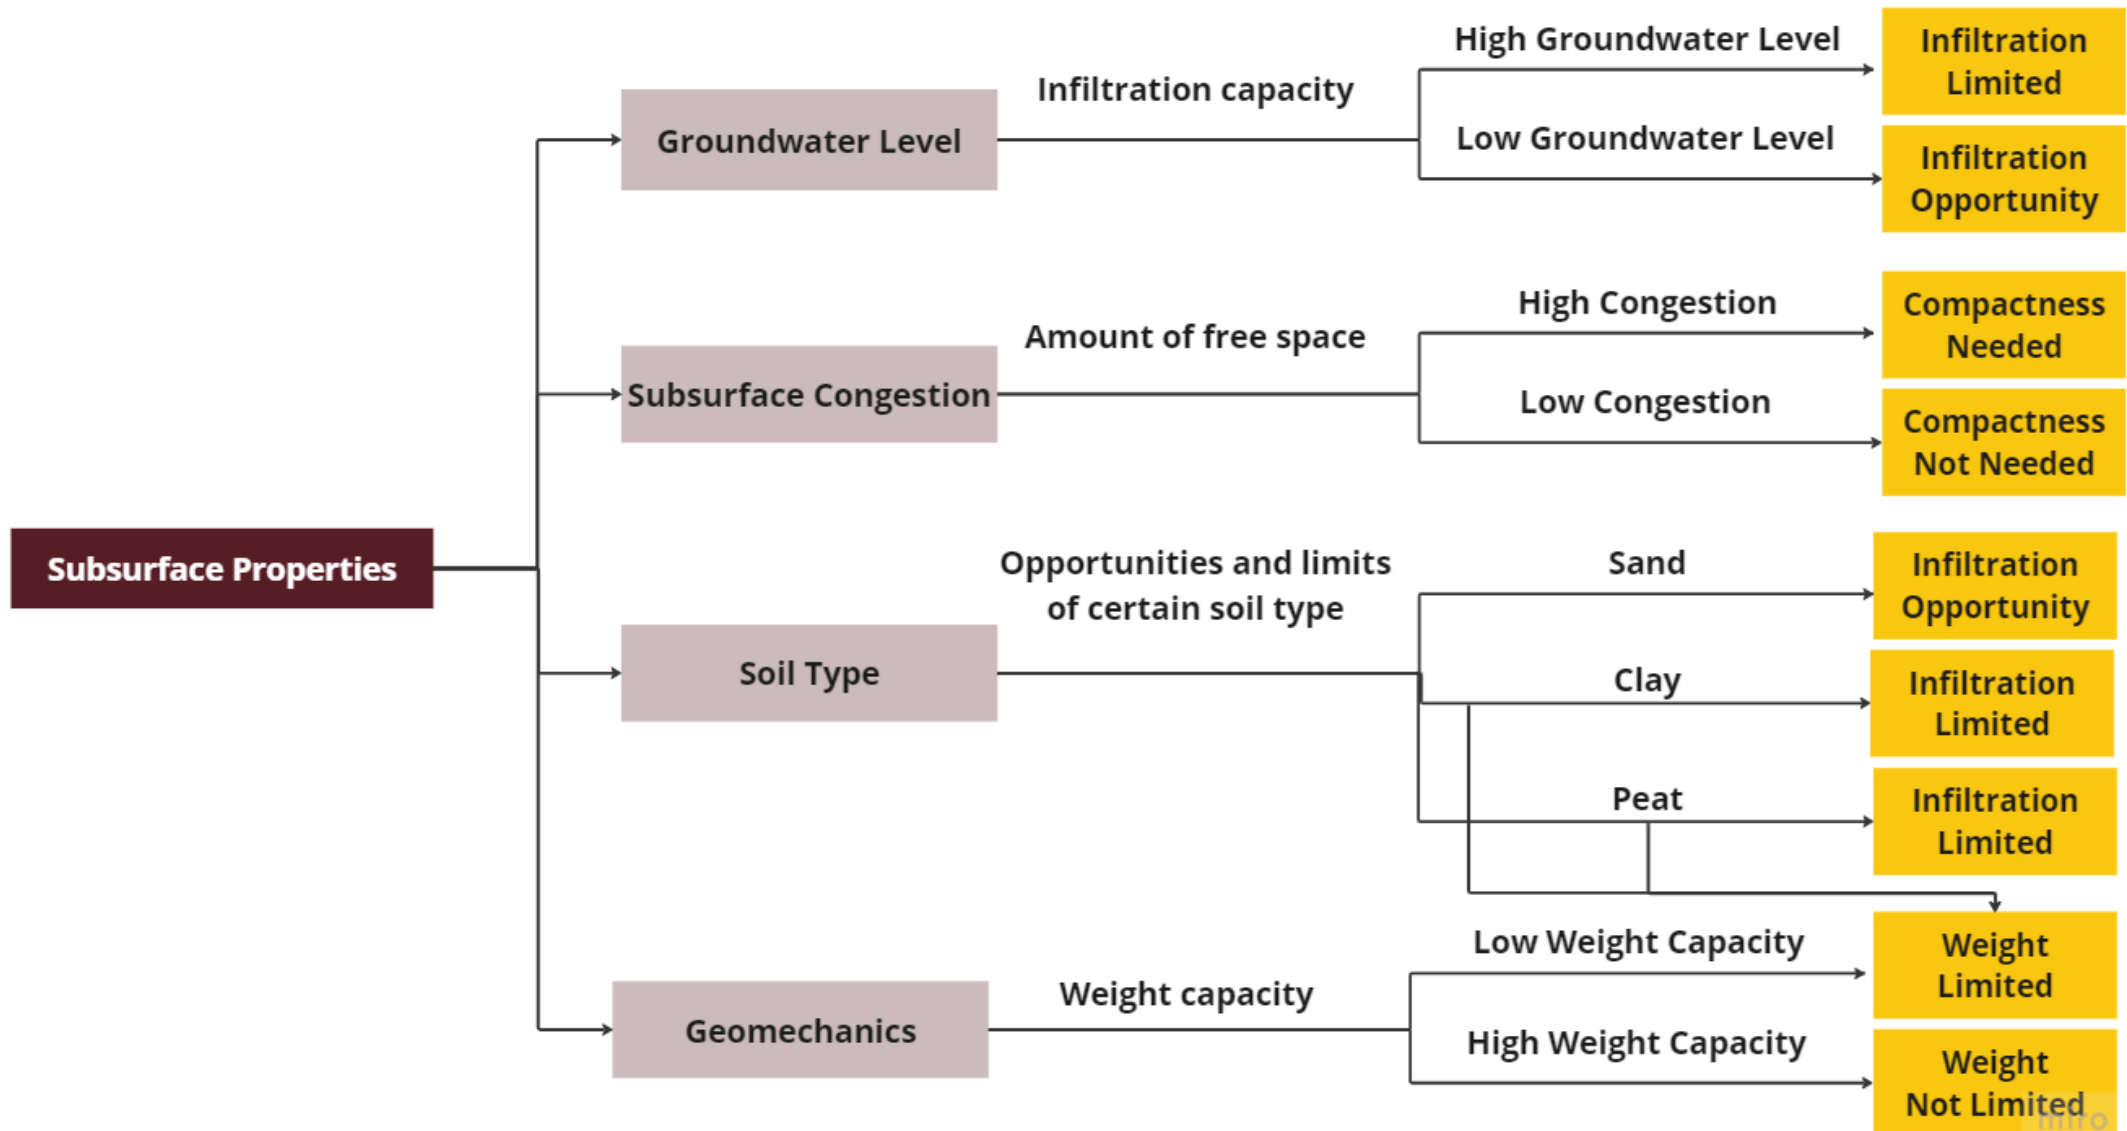 High Groundwater Level
Infiltration
Limited
Infiltration capacity
Groundwater Level
Low Groundwater Level
Infiltration
Opportunity
High Congestion
Compactness
Needed
Amount of free space
Subsurface Congestion
Low Congestion
Compactness
Not Needed
Subsurface Properties
Opportunities and limits
of certain soil type
Sand
Infiltration
Opportunity
Soil Type
Clay
Infiltration
Limited
Peat
Infiltration
Limited
Low Weight Capacity
Weight
Limited
Weight capacity
Geomechanics
High Weight Capacity
Weight
Not Limited
miro